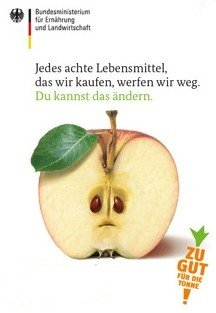 Bundesministerium
für Ernährung
und Landwirtschaft
Jedes achte Lebensmittel,
das wir kaufen, werfen wir weg.
Du kannst das ändern.
ZU
GUT
FÜR DIE
TONNE
!